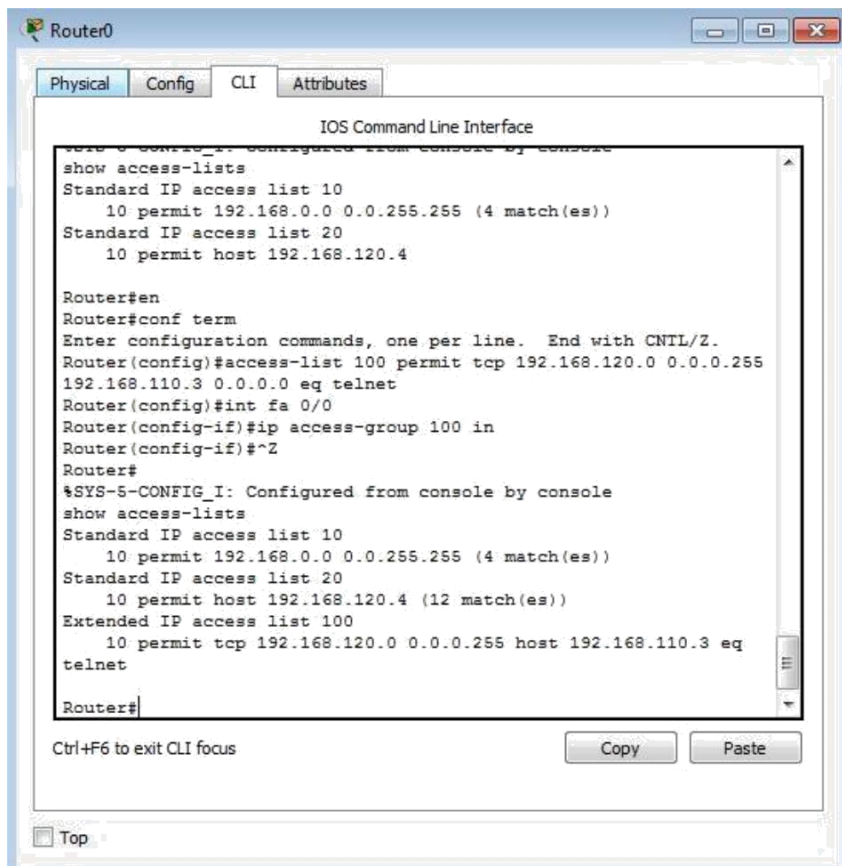 Router0
Physical Config CLI Attributes
IOS Command Line Interface
%SYS-5-CONFIG_I: Configured from console by console
show access-lists
Standard IP access list 10
10 permit 192.168.0.0 0.0.255.255 (4 match(es))
Standard IP access list 20
10 permit host 192.168.120.4
Router#en
Router#conf term
Enter configuration commands, one per line. End with CNTL/Z.
Router(config)#access-list 100 permit tcp 192.168.120.0 0.0.0.255
192.168.110.3 0.0.0.0 eq telnet
Router(config)#int fa 0/0
Router(config-if)#ip access-group 100 in
Router(config-if)#^Z
Router#
%SYS-5-CONFIG_I: Configured from console by console
show access-lists
Standard IP access list 10
10 permit 192.168.0.0 0.0.255.255 (4 match(es))
Standard IP access list 20
10 permit host 192.168.120.4 (12 match(es))
Extended IP access list 100
10 permit tcp 192.168.120.0 0.0.0.255 host 192.168.110.3 eq
telnet
Router#
Ctrl+F6 to exit CLI focus
Copy Paste
Top